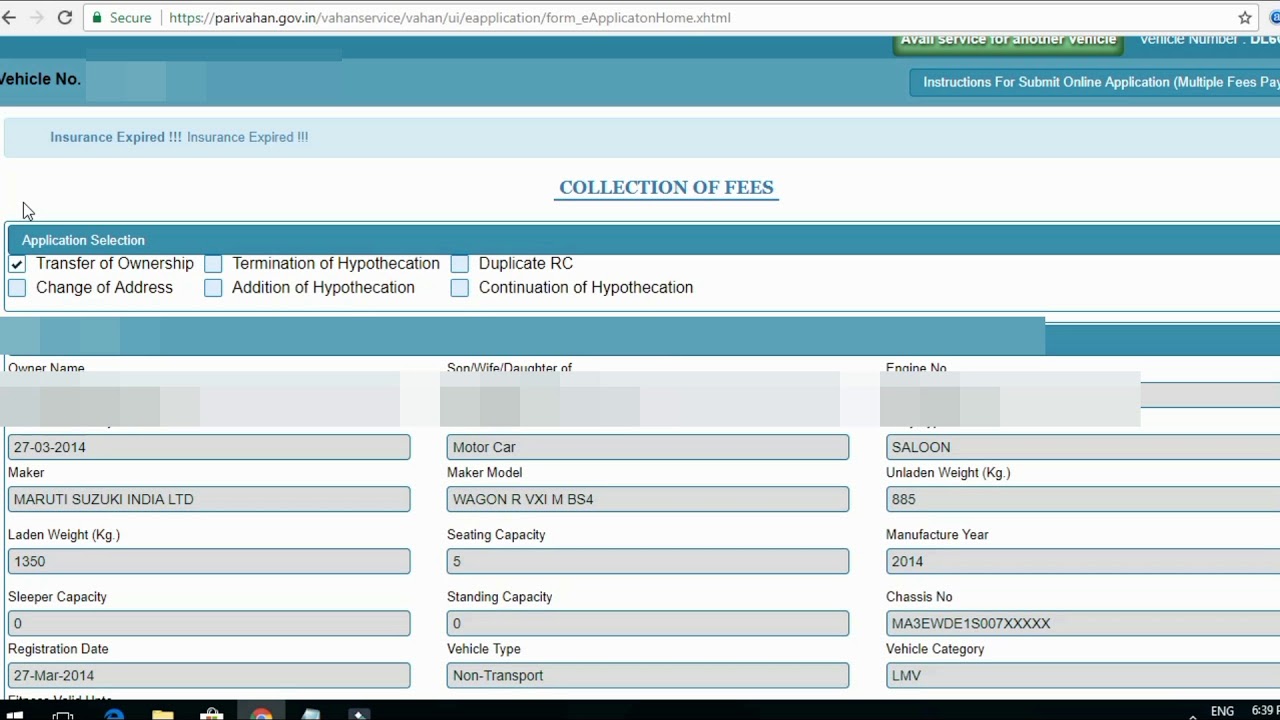 Secure https://parivahan.gov.in/vahanservice/vahan/ui/eapplication/form_eApplicatonHome.xhtml
Avail service for another vehicle Vehicle Number :
Vehicle No.
Instructions For Submit Online Application (Multiple Fees Pay
Insurance Expired !!! Insurance Expired !!!
COLLECTION OF FEES
Application Selection
Transfer of Ownership Termination of Hypothecation Duplicate RC
Change of Address Addition of Hypothecation Continuation of Hypothecation
Owner Name Son/Wife/Daughter of Engine No
27-03-2014 Motor Car SALOON
Maker Maker Model Unladen Weight (Kg.)
MARUTI SUZUKI INDIA LTD WAGON R VXI M BS4 885
Laden Weight (Kg.) Seating Capacity Manufacture Year
1350 5 2014
Sleeper Capacity Standing Capacity Chassis No
0 0 MA3EWDE1S007XXXXX
Registration Date Vehicle Type Vehicle Category
27-Mar-2014 Non-Transport LMV
ENG 6:39